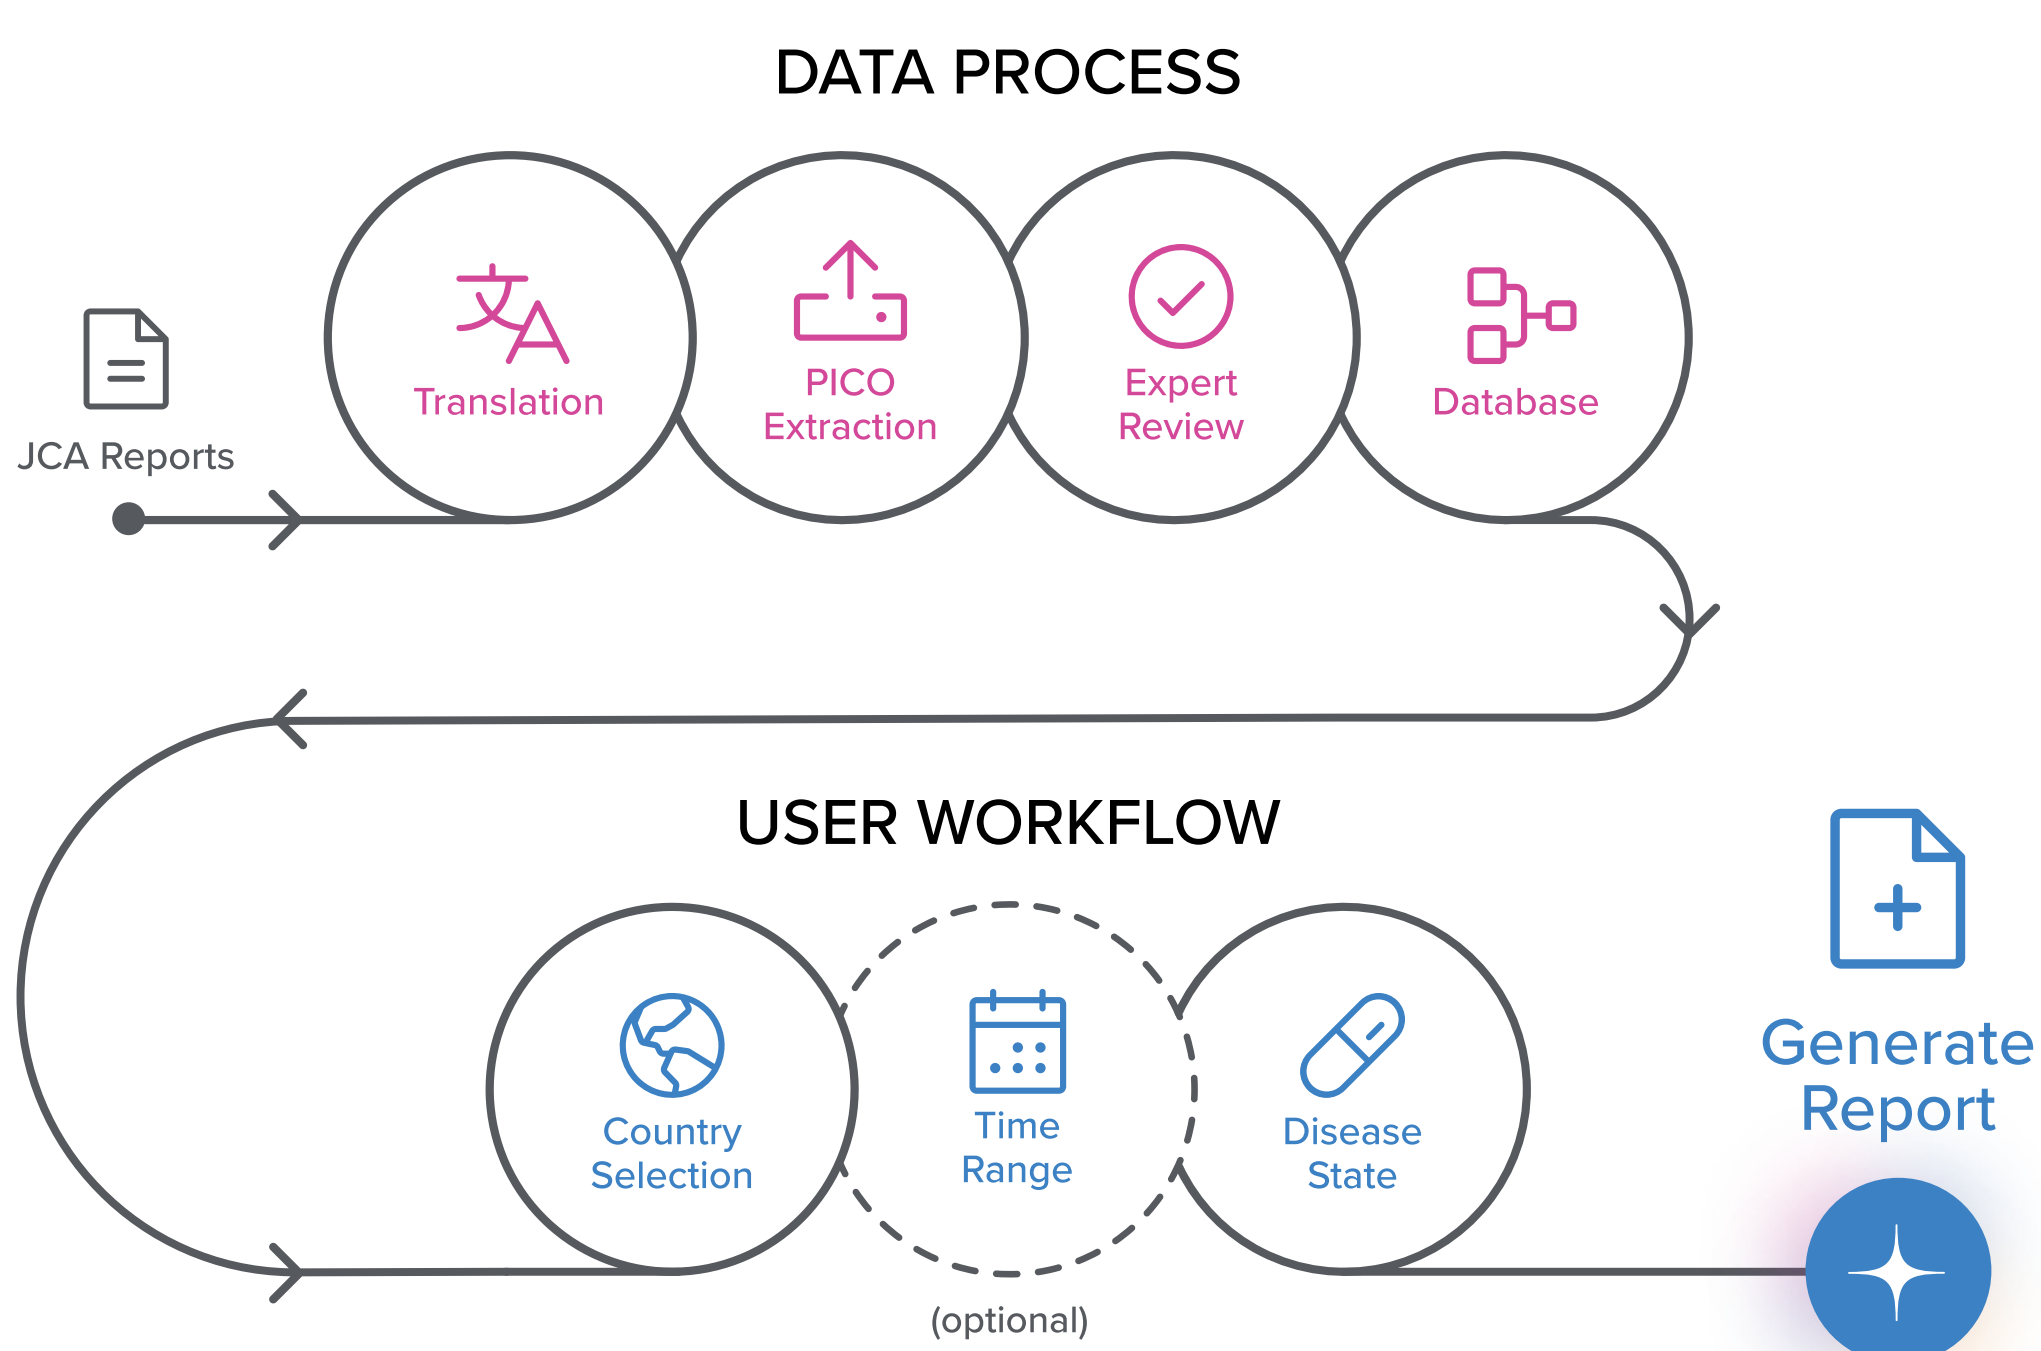 DATA PROCESS
JCA Reports
Translation
PICO
Extraction
Expert
Review
Database
USER WORKFLOW
Country
Selection
Time
Range
(optional)
Disease
State
Generate
Report